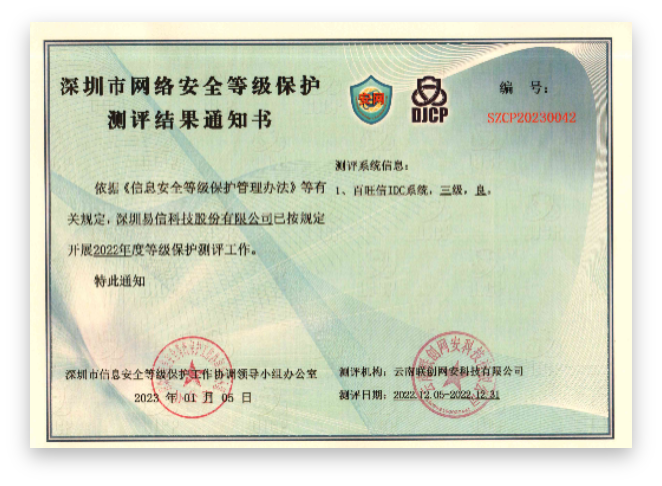 深圳市网络安全等级保护
测评结果通知书
依据《信息安全等级保护管理办法》等有
关规定，深圳易信科技股份有限公司已按规定
开展2022年度等级保护测评工作。
特此通知
深圳市信息安全等级保护工作协调领导小组办公室
2023 年 01 月 05 日
DJCP
编 号：
SZCP20230042
测评系统信息：
1、百旺信IDC系统，三级，良。
测评机构：云南联创网安科技有限公司
测评日期：2022.12.05-2022.12.31